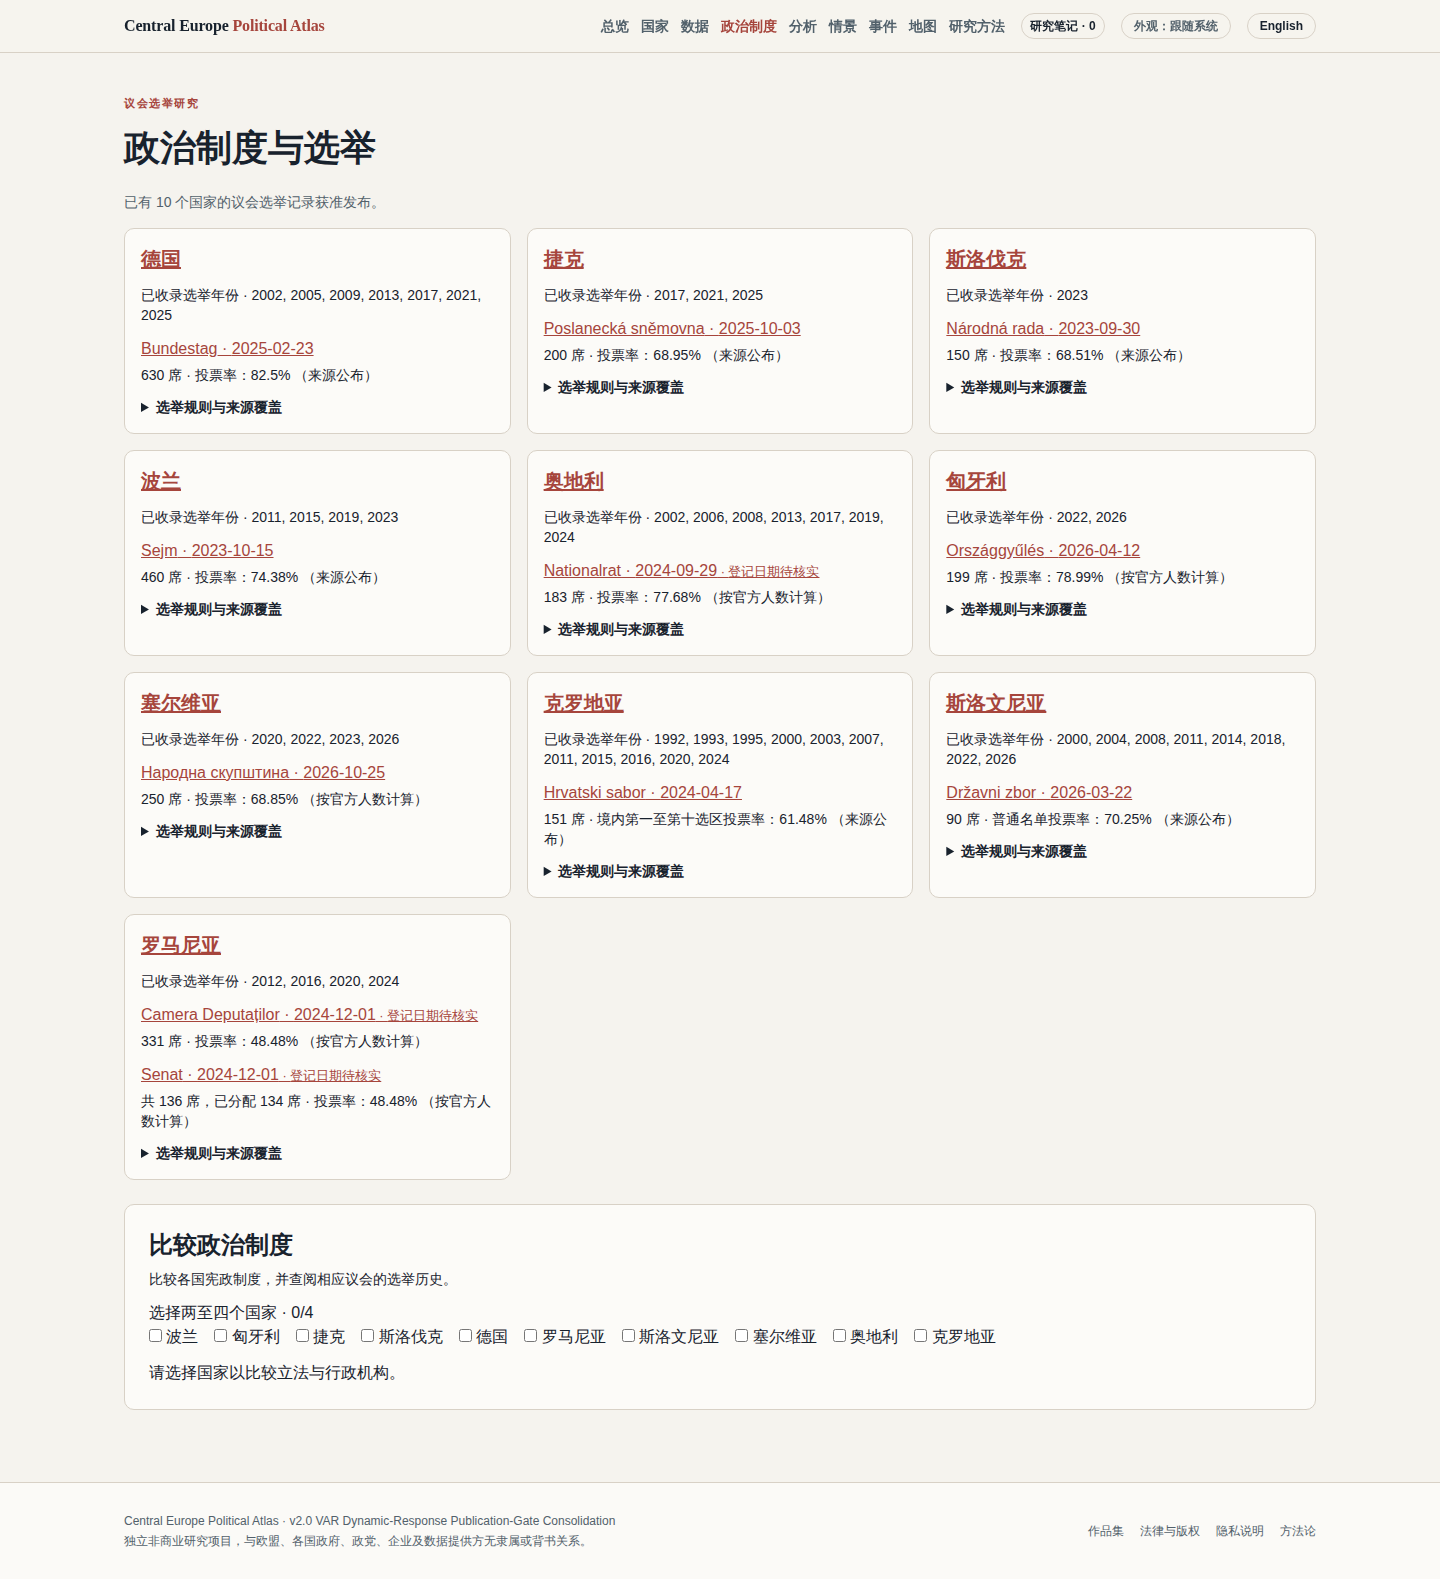 Central Europe Political Atlas
总览 国家 数据 政治制度 分析 情景 事件 地图 研究方法 研究笔记 · 0 外观：跟随系统 English
议会选举研究
政治制度与选举
已有 10 个国家的议会选举记录获准发布。
德国
已收录选举年份 · 2002, 2005, 2009, 2013, 2017, 2021,
2025
Bundestag · 2025-02-23
630 席 · 投票率：82.5% （来源公布）
▶ 选举规则与来源覆盖
捷克
已收录选举年份 · 2017, 2021, 2025
Poslanecká sněmovna · 2025-10-03
200 席 · 投票率：68.95% （来源公布）
▶ 选举规则与来源覆盖
斯洛伐克
已收录选举年份 · 2023
Národná rada · 2023-09-30
150 席 · 投票率：68.51% （来源公布）
▶ 选举规则与来源覆盖
波兰
已收录选举年份 · 2011, 2015, 2019, 2023
Sejm · 2023-10-15
460 席 · 投票率：74.38% （来源公布）
▶ 选举规则与来源覆盖
奥地利
已收录选举年份 · 2002, 2006, 2008, 2013, 2017, 2019,
2024
Nationalrat · 2024-09-29 · 登记日期待核实
183 席 · 投票率：77.68% （按官方人数计算）
▶ 选举规则与来源覆盖
匈牙利
已收录选举年份 · 2022, 2026
Országgyűlés · 2026-04-12
199 席 · 投票率：78.99% （按官方人数计算）
▶ 选举规则与来源覆盖
塞尔维亚
已收录选举年份 · 2020, 2022, 2023, 2026
Народна скупштина · 2026-10-25
250 席 · 投票率：68.85% （按官方人数计算）
▶ 选举规则与来源覆盖
克罗地亚
已收录选举年份 · 1992, 1993, 1995, 2000, 2003, 2007,
2011, 2015, 2016, 2020, 2024
Hrvatski sabor · 2024-04-17
151 席 · 境内第一至第十选区投票率：61.48% （来源公
布）
▶ 选举规则与来源覆盖
斯洛文尼亚
已收录选举年份 · 2000, 2004, 2008, 2011, 2014, 2018,
2022, 2026
Državni zbor · 2026-03-22
90 席 · 普通名单投票率：70.25% （来源公布）
▶ 选举规则与来源覆盖
罗马尼亚
已收录选举年份 · 2012, 2016, 2020, 2024
Camera Deputaților · 2024-12-01 · 登记日期待核实
331 席 · 投票率：48.48% （按官方人数计算）
Senat · 2024-12-01 · 登记日期待核实
共 136 席，已分配 134 席 · 投票率：48.48% （按官方人
数计算）
▶ 选举规则与来源覆盖
比较政治制度
比较各国宪政制度，并查阅相应议会的选举历史。
选择两至四个国家 · 0/4
波兰 匈牙利 捷克 斯洛伐克 德国 罗马尼亚 斯洛文尼亚 塞尔维亚 奥地利 克罗地亚
请选择国家以比较立法与行政机构。
Central Europe Political Atlas · v2.0 VAR Dynamic-Response Publication-Gate Consolidation
独立非商业研究项目，与欧盟、各国政府、政党、企业及数据提供方无隶属或背书关系。
作品集 法律与版权 隐私说明 方法论